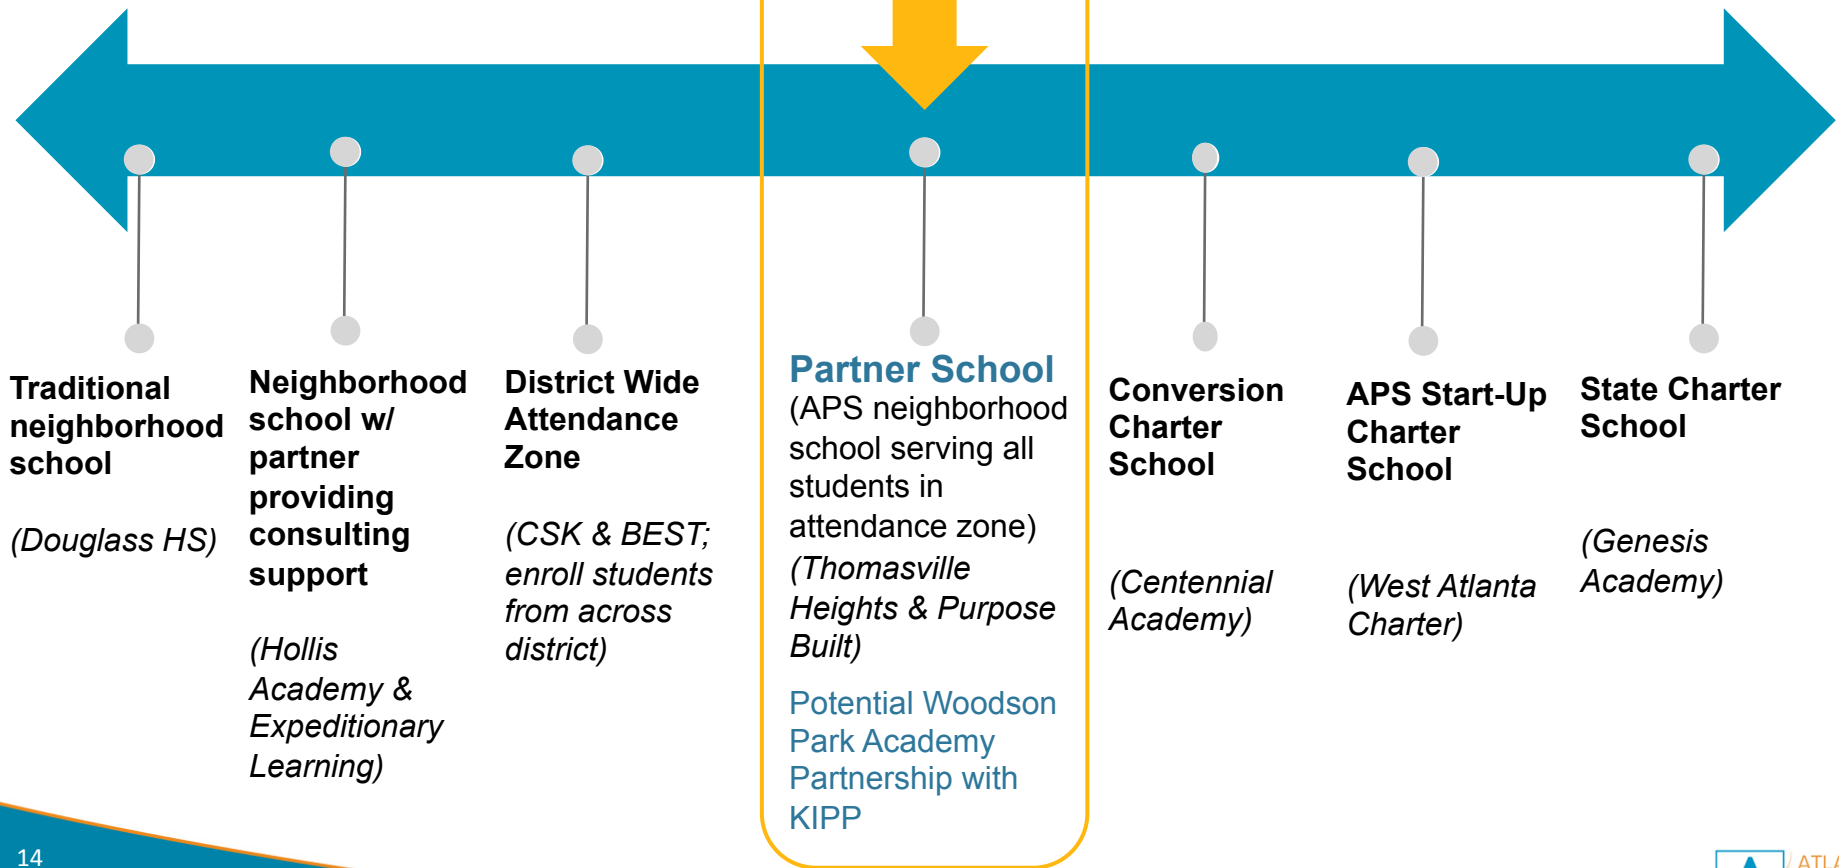 Traditional
neighborhood
school
(Douglass HS)
Neighborhood
school w/
partner
providing
consulting
support
(Hollis
Academy &
Expeditionary
Learning)
District Wide
Attendance
Zone
(CSK & BEST;
enroll students
from across
district)
Partner School
(APS neighborhood
school serving all
students in
attendance zone)
(Thomasville
Heights & Purpose
Built)
Potential Woodson
Park Academy
Partnership with
KIPP
Conversion
Charter
School
(Centennial
Academy)
APS Start-Up
Charter
School
(West Atlanta
Charter)
State Charter
School
(Genesis
Academy)
14